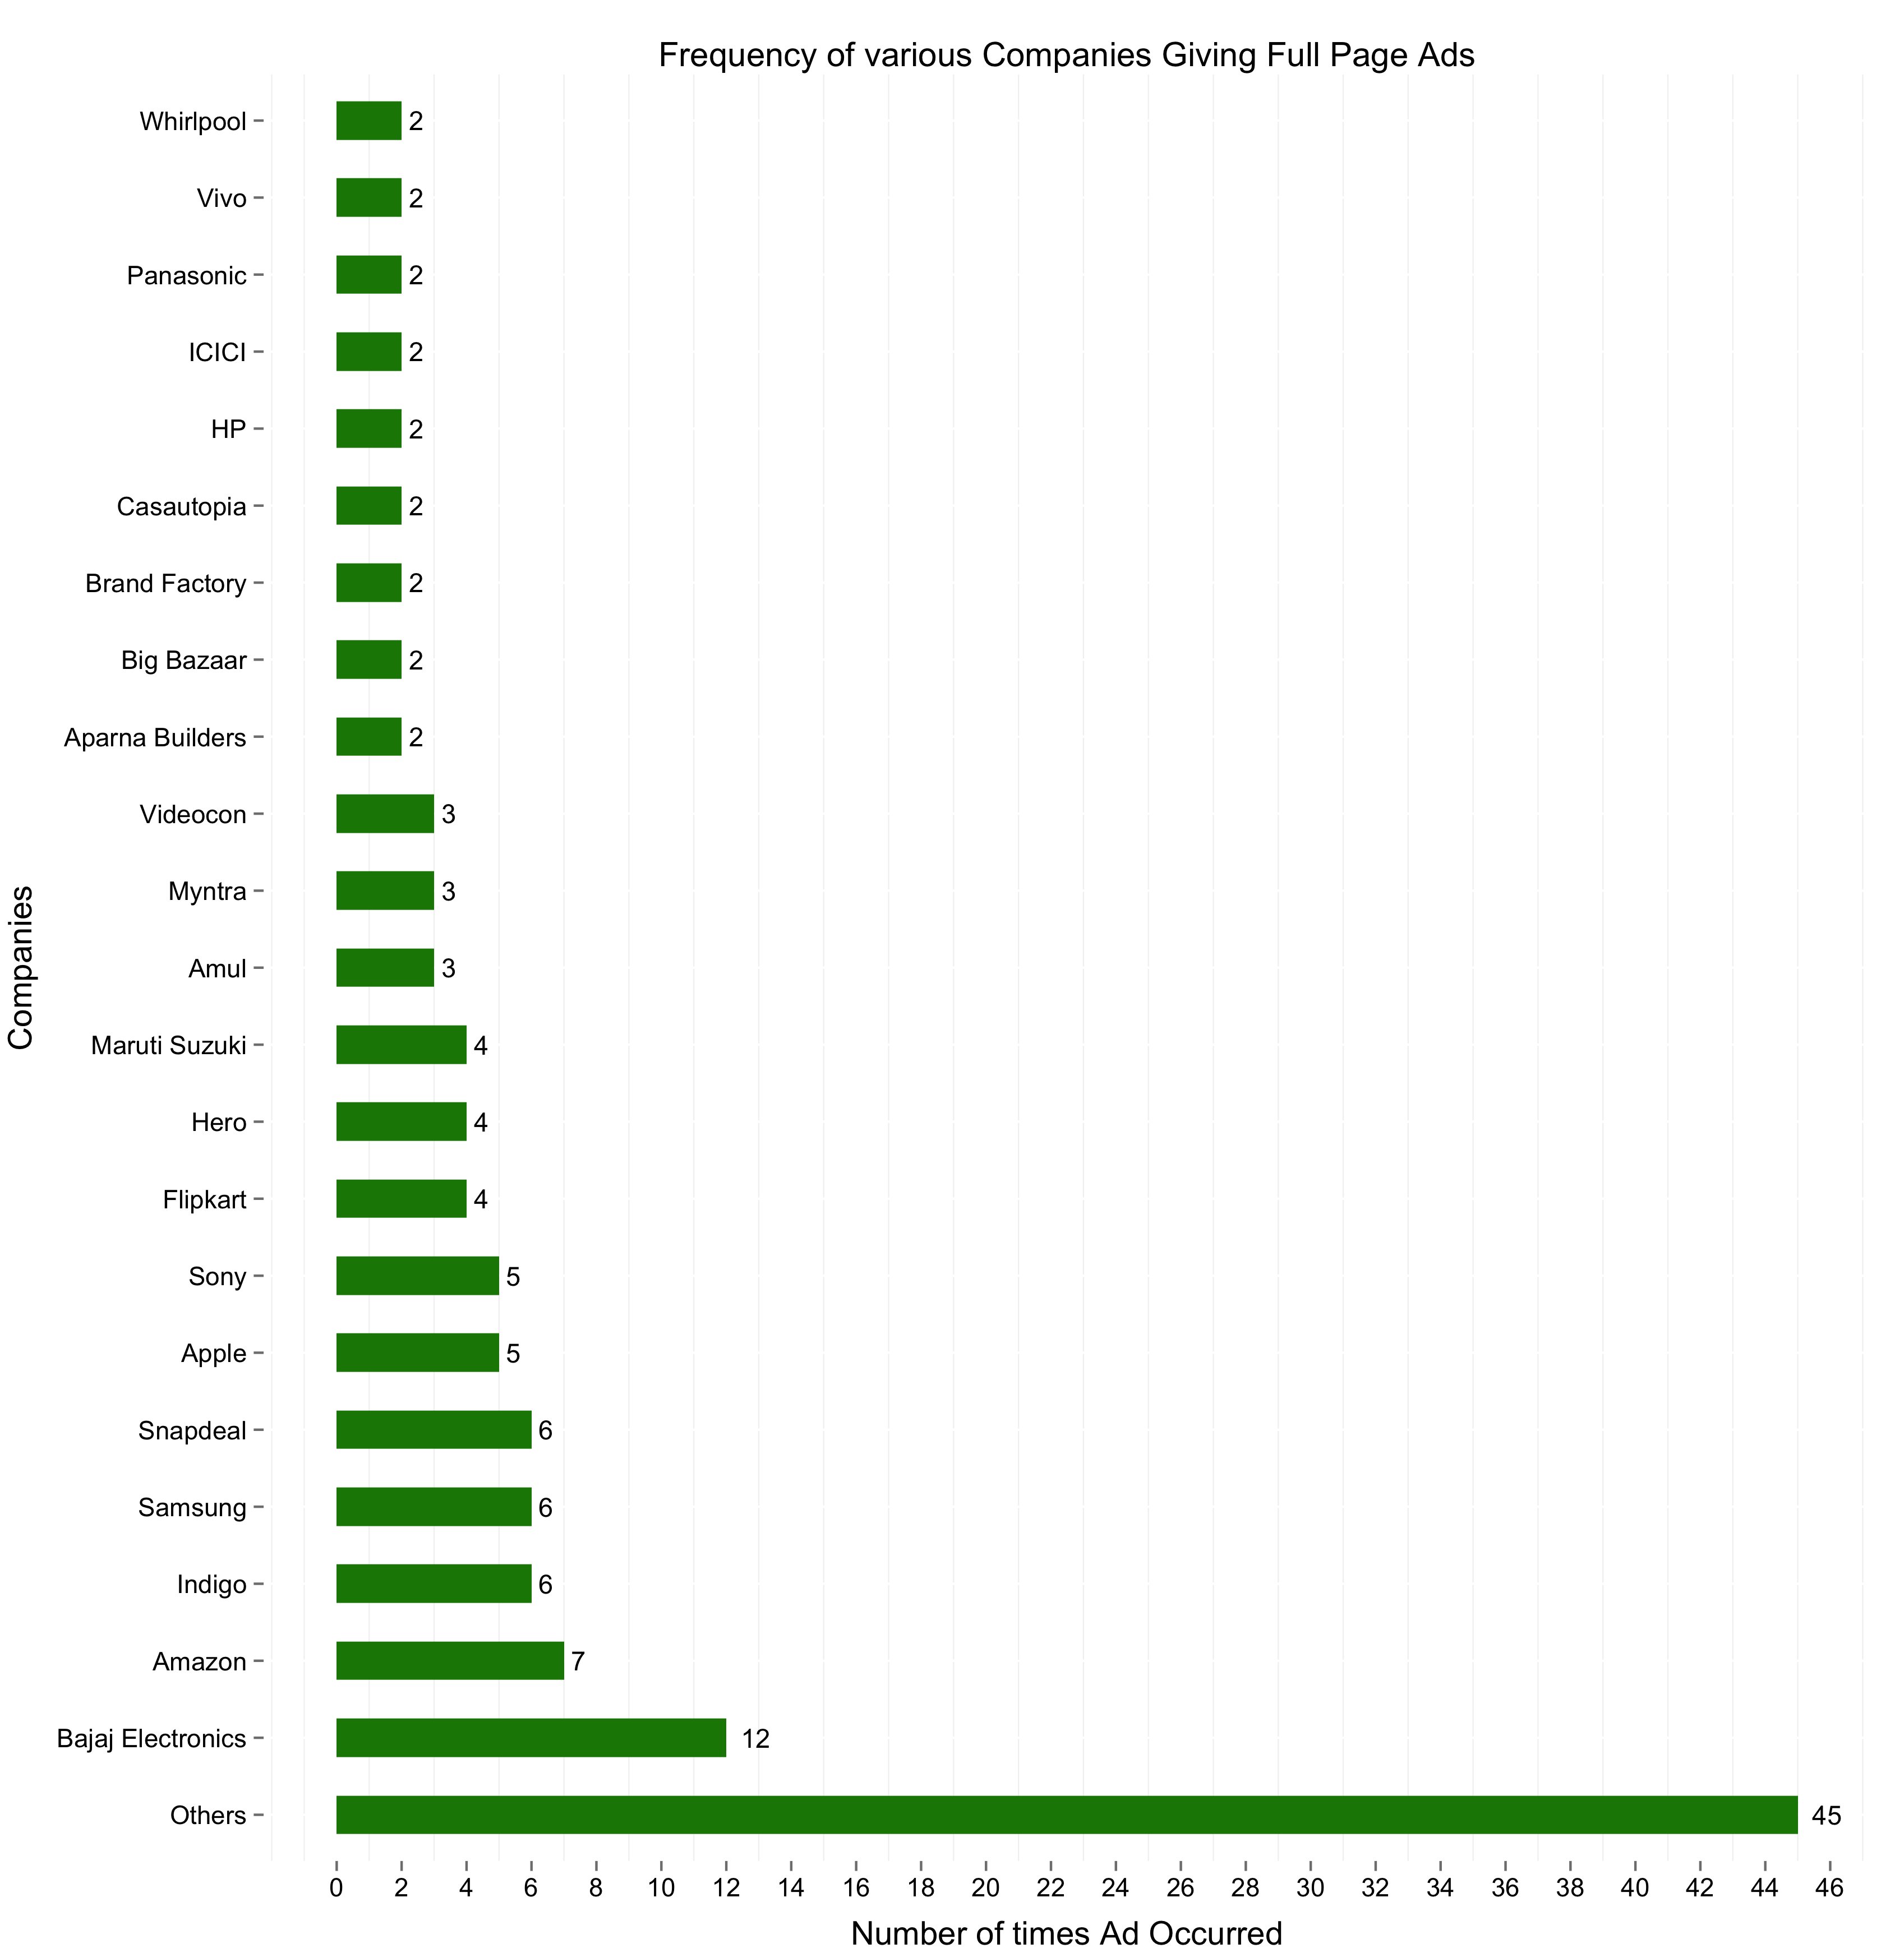 Frequency of various Companies Giving Full Page Ads
Whirlpool 2
Vivo 2
Panasonic 2
ICICI 2
HP 2
Casautopia 2
Brand Factory 2
Big Bazaar 2
Aparna Builders 2
Videocon 3
Myntra 3
Amul 3
Maruti Suzuki 4
Hero 4
Flipkart 4
Sony 5
Apple 5
Snapdeal 6
Samsung 6
Indigo 6
Amazon 7
Bajaj Electronics 12
Others 45
Companies
0 2 4 6 8 10 12 14 16 18 20 22 24 26 28 30 32 34 36 38 40 42 44 46
Number of times Ad Occurred